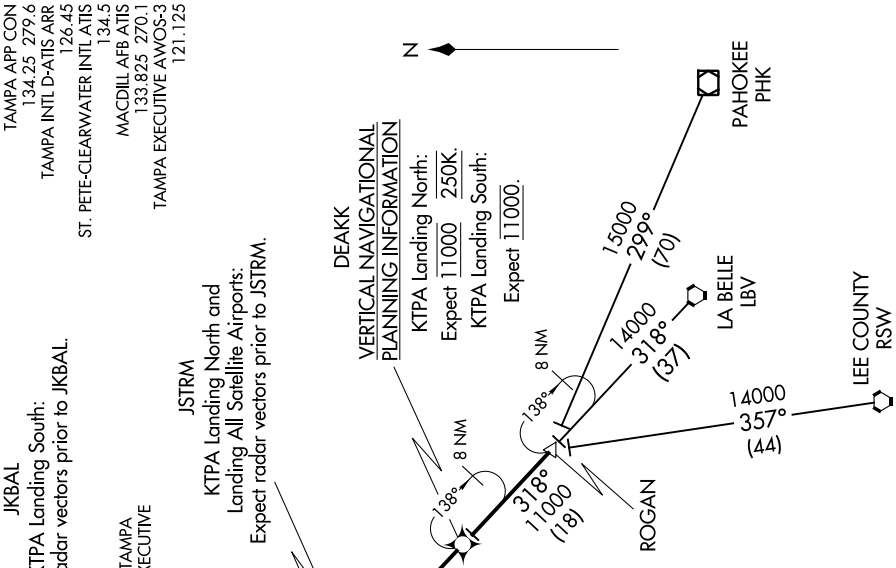 TAMPA APP CON
134.25 279.6
TAMPA INTL D-ATIS ARR
126.45
ST. PETE-CLEARWATER INTL ATIS
134.5
MACDILL AFB ATIS
133.825 270.1
TAMPA EXECUTIVE AWOS-3
121.125
N
PAHOKEE
PHK
DEAKK
VERTICAL NAVIGATIONAL
PLANNING INFORMATION
KTPA Landing North:
Expect 11000 250K.
KTPA Landing South:
Expect 11000.
15000
299°
(70)
LA BELLE
LBV
14000
318°
(37)
LEE COUNTY
RSW
14000
357°
(44)
8 NM
138°
ROGAN
318°
11000
(18)
8 NM
138°
JSTRM
KTPA Landing North and
Landing All Satellite Airports:
Expect radar vectors prior to JSTRM.
JKBAL
KTPA Landing South:
adar vectors prior to JKBAL.
TAMPA
XECUTIVE